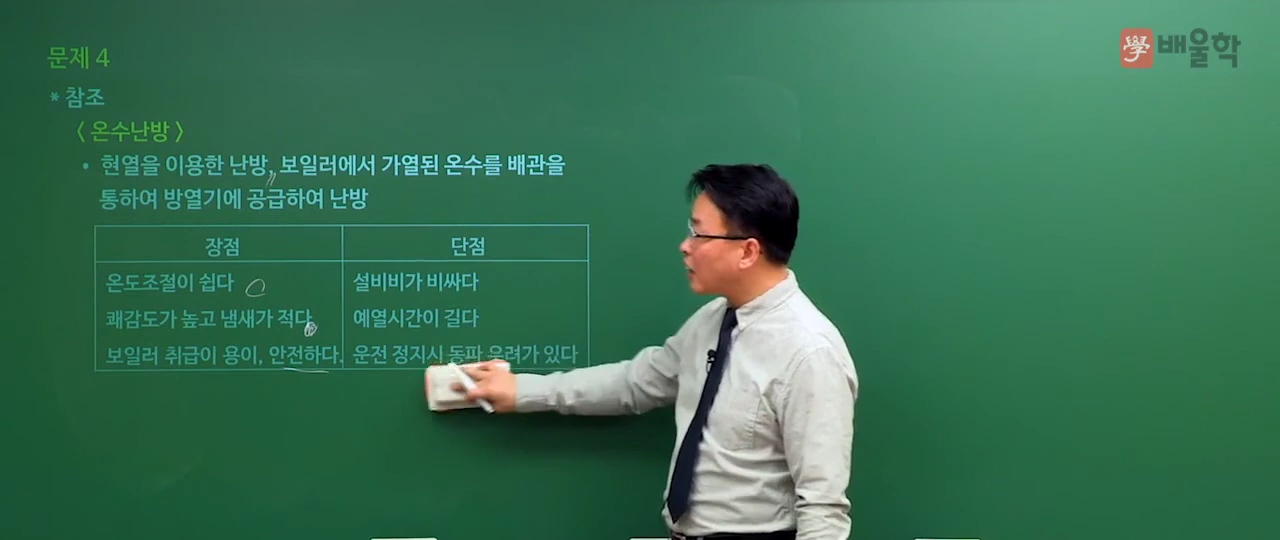 문제 4
學배울학
* 참조
< 온수난방 >
• 현열을 이용한 난방, 보일러에서 가열된 온수를 배관을
통하여 방열기에 공급하여 난방
장점 단점
온도조절이 쉽다 설비비가 비싸다
쾌감도가 높고 냄새가 적다. 예열시간이 길다
보일러 취급이 용이, 안전하다. 운전 정지시 동파 우려가 있다